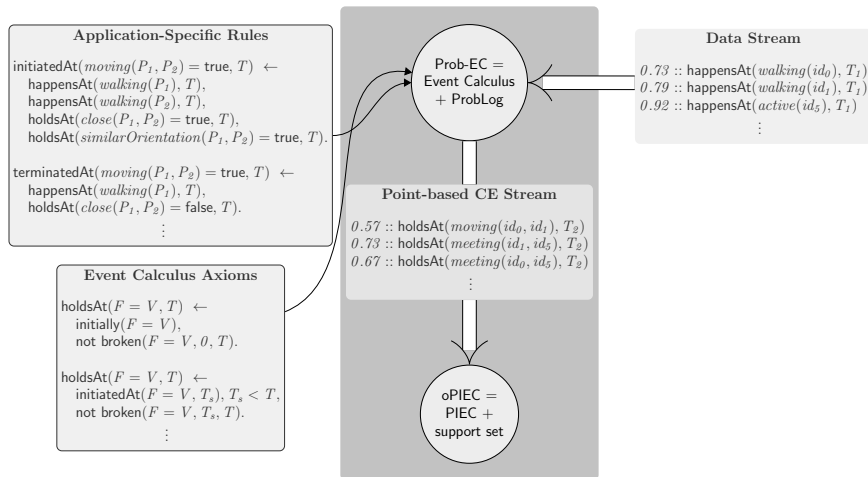 Application-Specific Rules
initiatedAt(moving(P₁, P₂) = true, T) ←
happensAt(walking(P₁), T),
happensAt(walking(P₂), T),
holdsAt(close(P₁, P₂) = true, T),
holdsAt(similarOrientation(P₁, P₂) = true, T).
terminatedAt(moving(P₁, P₂) = true, T) ←
happensAt(walking(P₁), T),
holdsAt(close(P₁, P₂) = false, T).
⋮
Event Calculus Axioms
holdsAt(F = V, T) ←
initially(F = V),
not broken(F = V, 0, T).
holdsAt(F = V, T) ←
initiatedAt(F = V, Tₛ), Tₛ < T,
not broken(F = V, Tₛ, T).
⋮
Prob-EC =
Event Calculus
+ ProbLog
Point-based CE Stream
0.57 :: holdsAt(moving(id₀, id₁), T₂)
0.73 :: holdsAt(meeting(id₁, id₅), T₂)
0.67 :: holdsAt(meeting(id₀, id₅), T₂)
⋮
oPIEC =
PIEC +
support set
Data Stream
0.73 :: happensAt(walking(id₀), T₁)
0.79 :: happensAt(walking(id₁), T₁)
0.92 :: happensAt(active(id₅), T₁)
⋮